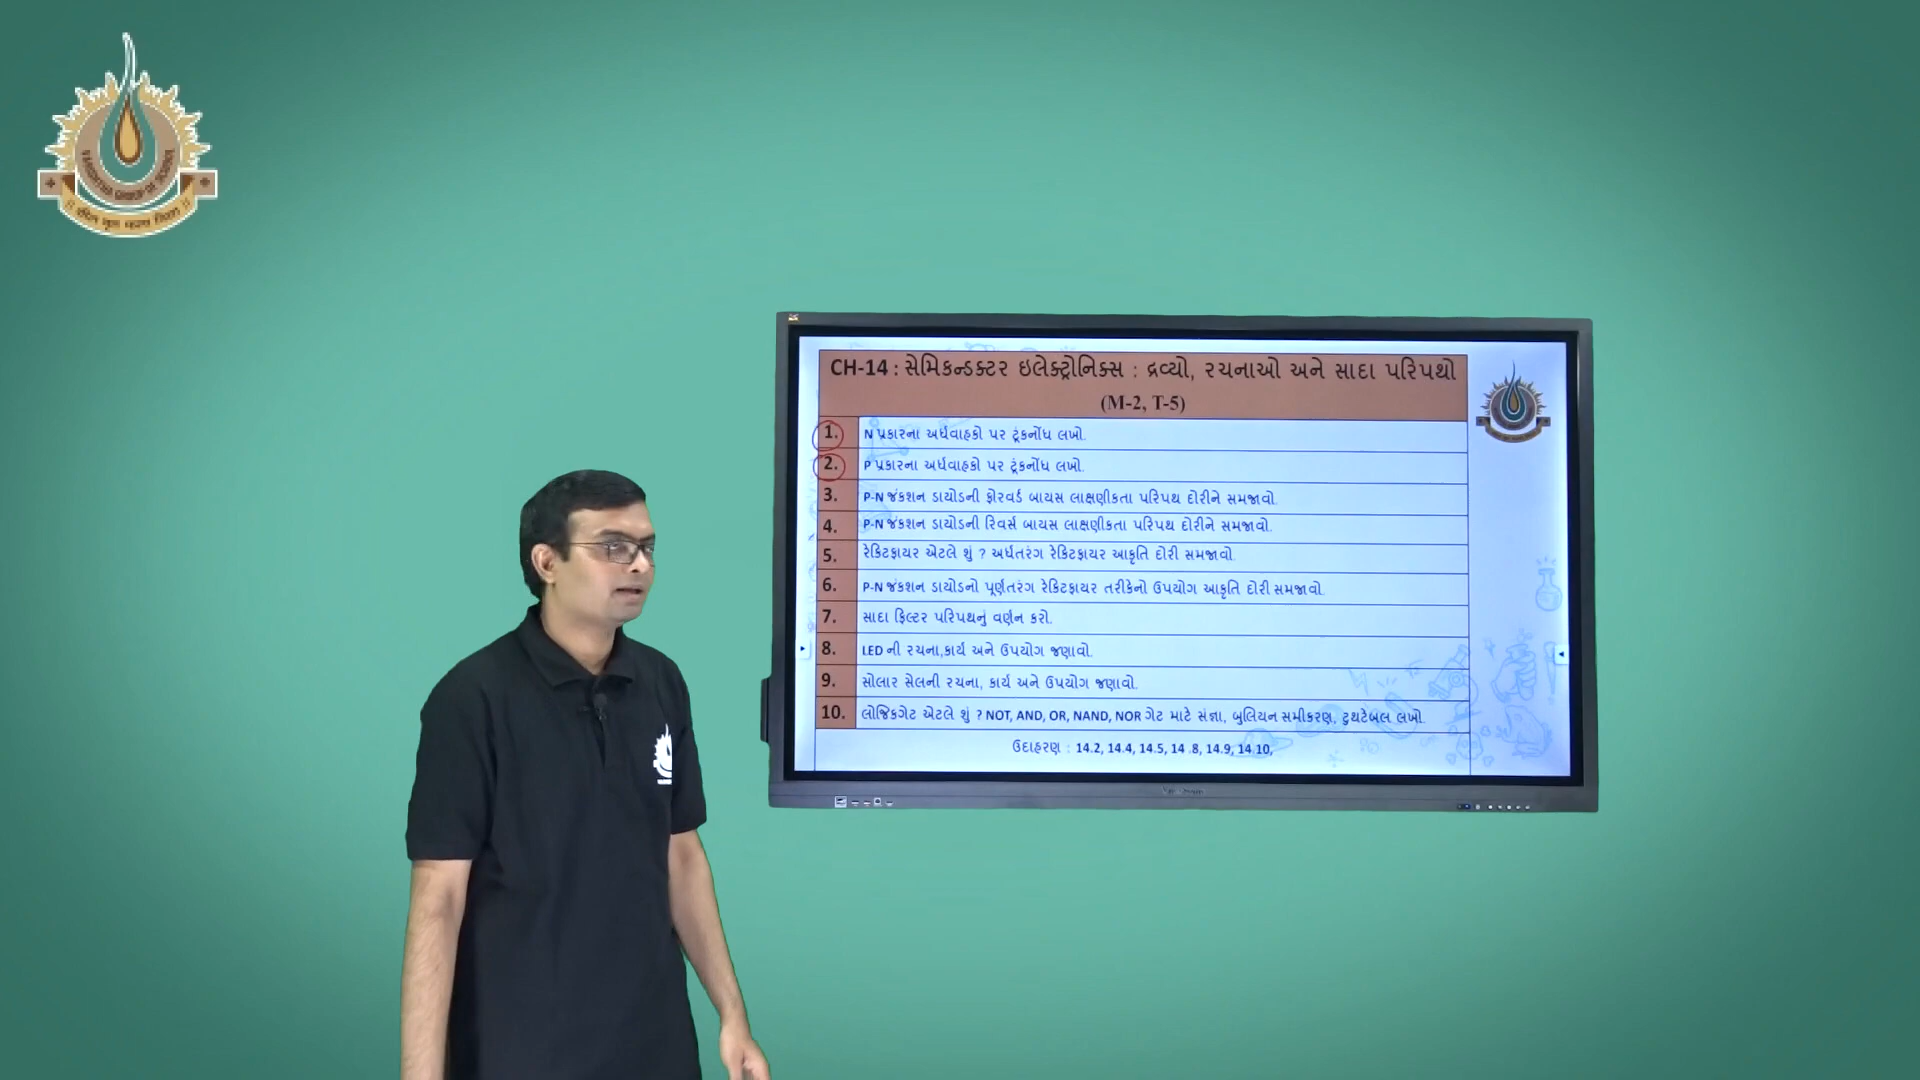 CH-14 : સેમિકન્ડક્ટર ઇલેક્ટ્રોનિક્સ : દ્રવ્યો, રચનાઓ અને સાદા પરિપથો
(M-2, T-5)
1. N પ્રકારના અર્ધવાહકો પર ટૂંકનોંધ લખો.
2. P પ્રકારના અર્ધવાહકો પર ટૂંકનોંધ લખો.
3. P-N જંકશન ડાયોડની ફોરવર્ડ બાયસ લાક્ષણીકતા પરિપથ દોરીને સમજાવો.
4. P-N જંકશન ડાયોડની રિવર્સ બાયસ લાક્ષણીકતા પરિપથ દોરીને સમજાવો.
5. રેક્ટિફાયર એટલે શું ? અર્ધતરંગ રેક્ટિફાયર આકૃતિ દોરી સમજાવો.
6. P-N જંકશન ડાયોડનો પૂર્ણતરંગ રેક્ટિફાયર તરીકેનો ઉપયોગ આકૃતિ દોરી સમજાવો.
7. સાદા ફિલ્ટર પરિપથનું વર્ણન કરો.
8. LED ની રચના,કાર્ય અને ઉપયોગ જણાવો.
9. સોલાર સેલની રચના, કાર્ય અને ઉપયોગ જણાવો.
10. લોજિકગેટ એટલે શું ? NOT, AND, OR, NAND, NOR ગેટ માટે સંજ્ઞા, બુલિયન સમીકરણ, ટ્રુથટેબલ લખો.
ઉદાહરણ : 14.2, 14.4, 14.5, 14 .8, 14.9, 14.10,